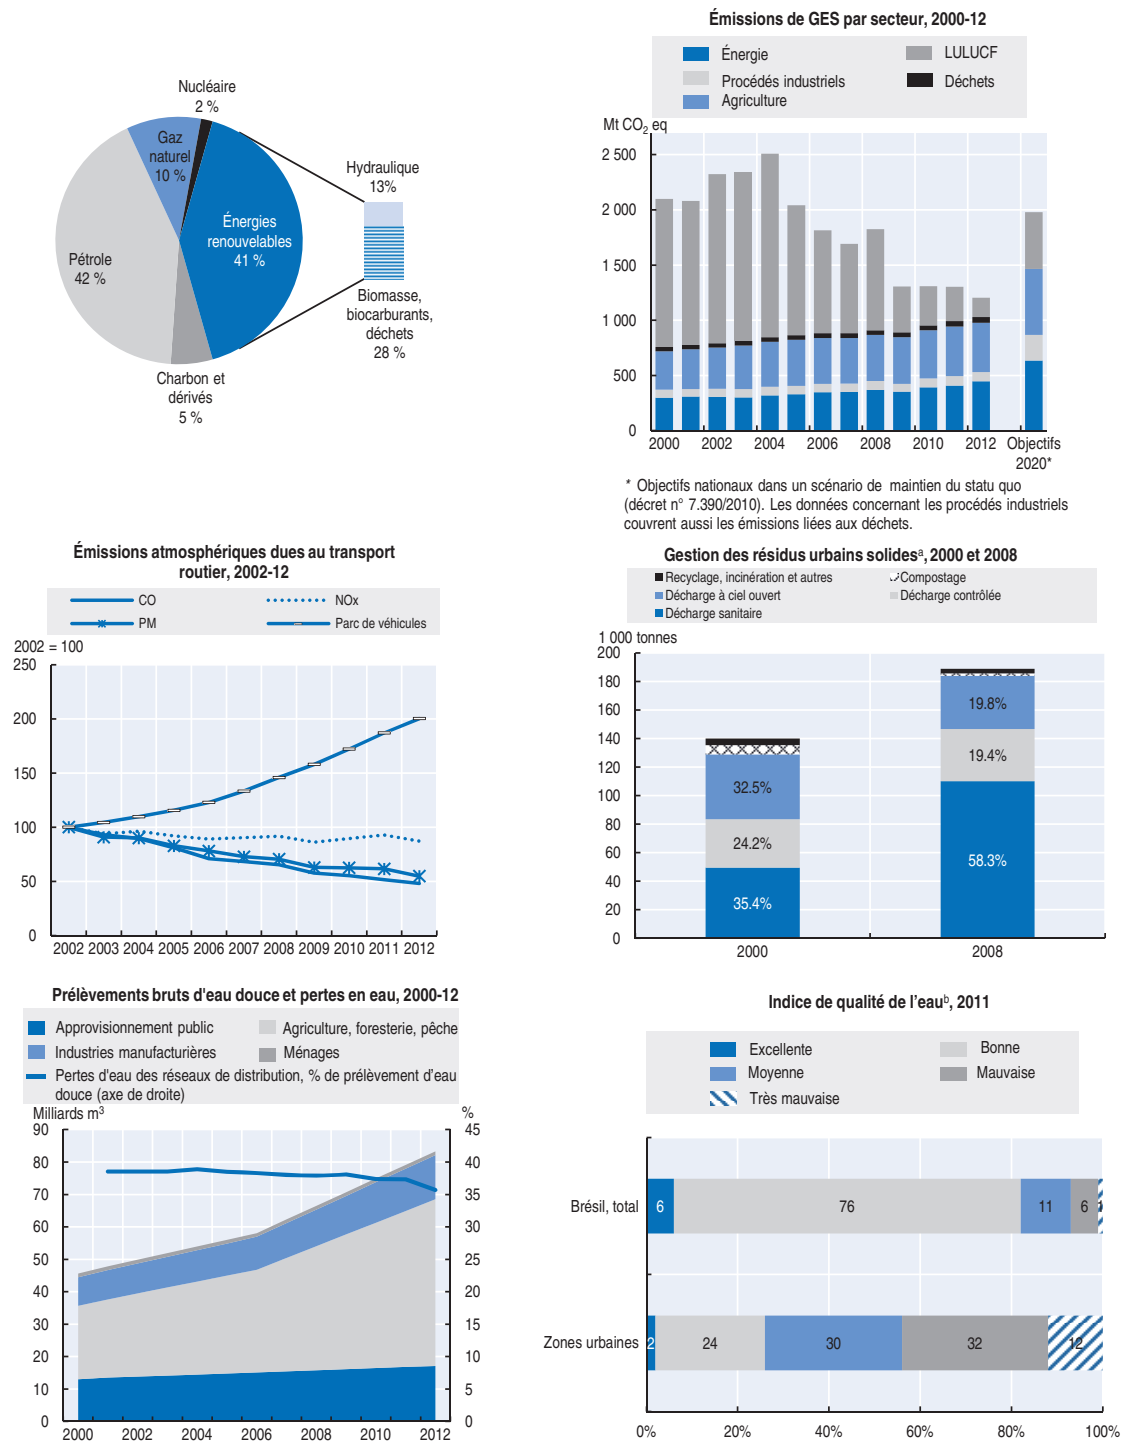 Nucléaire
2 %
Gaz
naturel
10 %
Hydraulique
13%
Énergies
renouvelables
41 %
Pétrole
42 %
Biomasse,
biocarburants,
déchets
28 %
Charbon et
dérivés
5 %
Émissions de GES par secteur, 2000-12
Énergie
LULUCF
Procédés industriels
Déchets
Agriculture
Mt CO2 eq
2 500
2 000
1 500
1 000
500
0
2000 2002 2004 2006 2008 2010 2012 Objectifs
2020*
* Objectifs nationaux dans un scénario de maintien du statu quo
(décret n° 7.390/2010). Les données concernant les procédés industriels
couvrent aussi les émissions liées aux déchets.
Émissions atmosphériques dues au transport
routier, 2002-12
CO NOx
PM Parc de véhicules
2002 = 100
250
200
150
100
50
0
2002 2003 2004 2005 2006 2007 2008 2009 2010 2011 2012
Gestion des résidus urbains solidesa, 2000 et 2008
Recyclage, incinération et autres Compostage
Décharge à ciel ouvert Décharge contrôlée
Décharge sanitaire
1 000 tonnes
200
180
160
140
120
100
80
60
40
20
0
32.5%
24.2%
35.4%
19.8%
19.4%
58.3%
2000 2008
Prélèvements bruts d'eau douce et pertes en eau, 2000-12
Approvisionnement public Agriculture, foresterie, pêche
Industries manufacturières Ménages
Pertes d'eau des réseaux de distribution, % de prélèvement d'eau
douce (axe de droite)
Milliards m3 %
90 45
80 40
70 35
60 30
50 25
40 20
30 15
20 10
10 5
0 0
2000 2002 2004 2006 2008 2010 2012
Indice de qualité de l'eaub, 2011
Excellente Bonne
Moyenne Mauvaise
Très mauvaise
Brésil, total 6 76 11 6 1
Zones urbaines 2 24 30 32 12
0% 20% 40% 60% 80% 100%